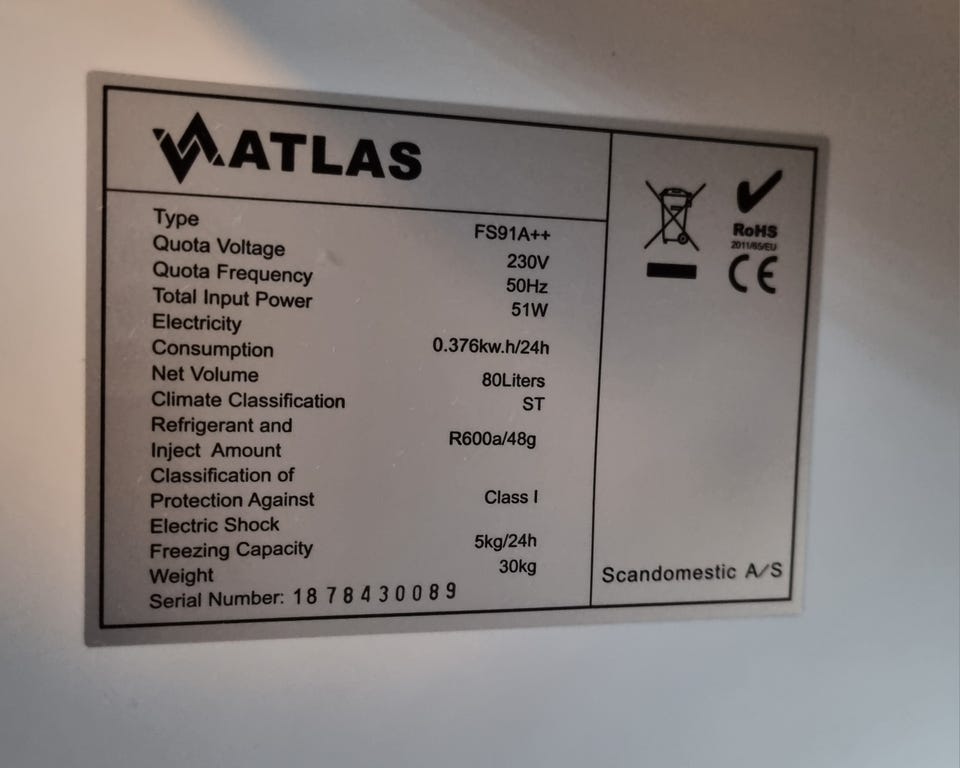 ATLAS
Type FS91A++
Quota Voltage 230V
Quota Frequency 50Hz
Total Input Power 51W
Electricity
Consumption 0.376kw.h/24h
Net Volume 80Liters
Climate Classification ST
Refrigerant and
Inject Amount R600a/48g
Classification of
Protection Against Class I
Electric Shock
Freezing Capacity 5kg/24h
Weight 30kg
Serial Number: 1878430089
RoHS
2011/65/EU
CE
Scandomestic A/S